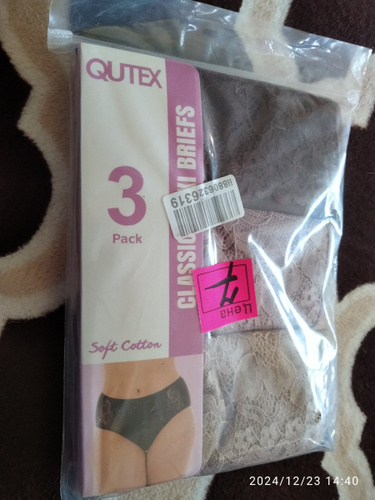 QUTEX
3
Pack
CLASSIC BRIEFS
Цена
Soft Cotton
2024/12/23 14:40